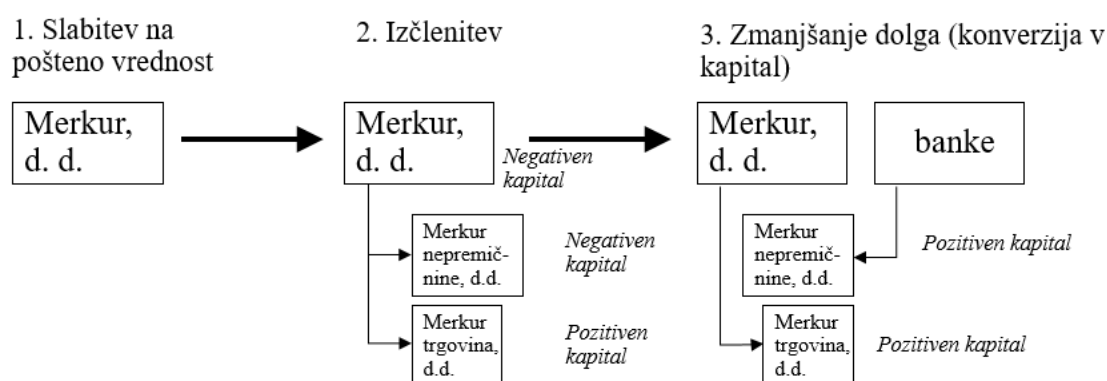 1. Slabitev na
pošteno vrednost
2. Izčlenitev
3. Zmanjšanje dolga (konverzija v
kapital)
Merkur,
d. d.
Merkur,
d. d.
Negativen
kapital
Merkur,
d. d.
banke
Merkur
nepremič-
nine, d.d.
Negativen
kapital
Merkur
trgovina,
d.d.
Pozitiven
kapital
Merkur
nepremič-
nine, d.d.
Pozitiven kapital
Merkur
trgovina,
d.d.
Pozitiven kapital